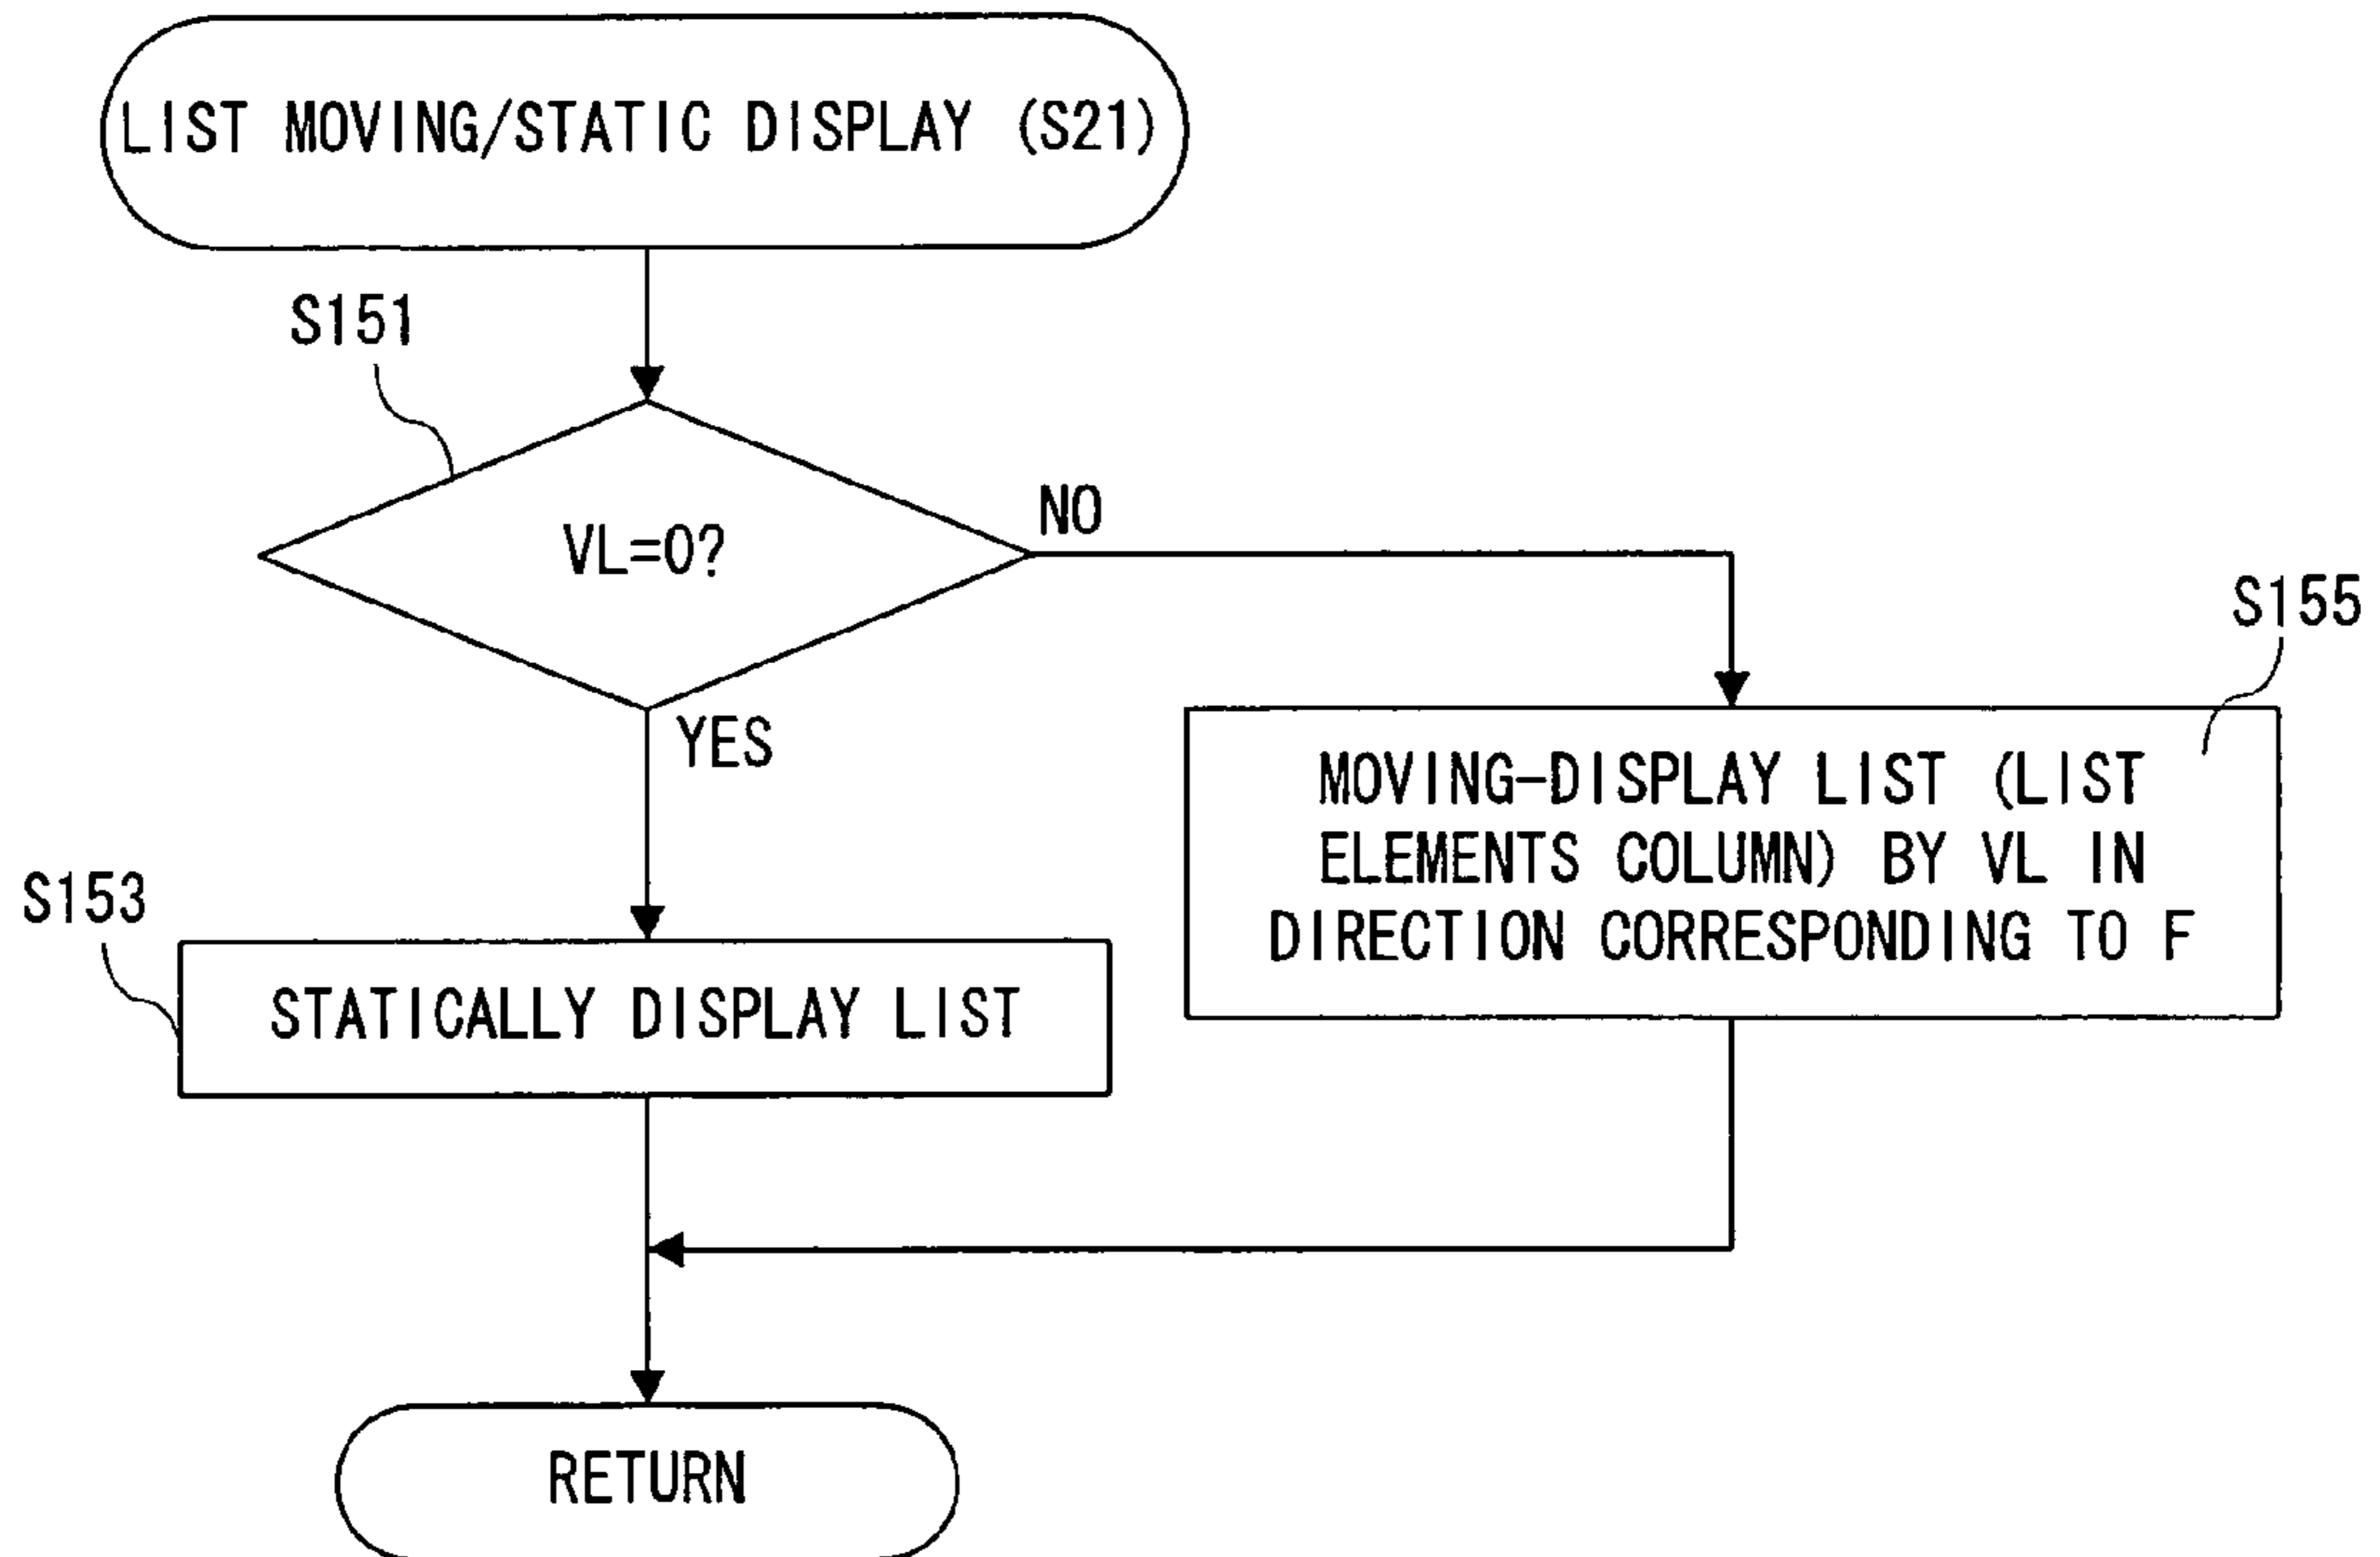 LIST MOVING/STATIC DISPLAY (S21)
S151
VL=0?
NO
YES
S155
MOVING-DISPLAY LIST (LIST
ELEMENTS COLUMN) BY VL IN
DIRECTION CORRESPONDING TO F
S153
STATICALLY DISPLAY LIST
RETURN